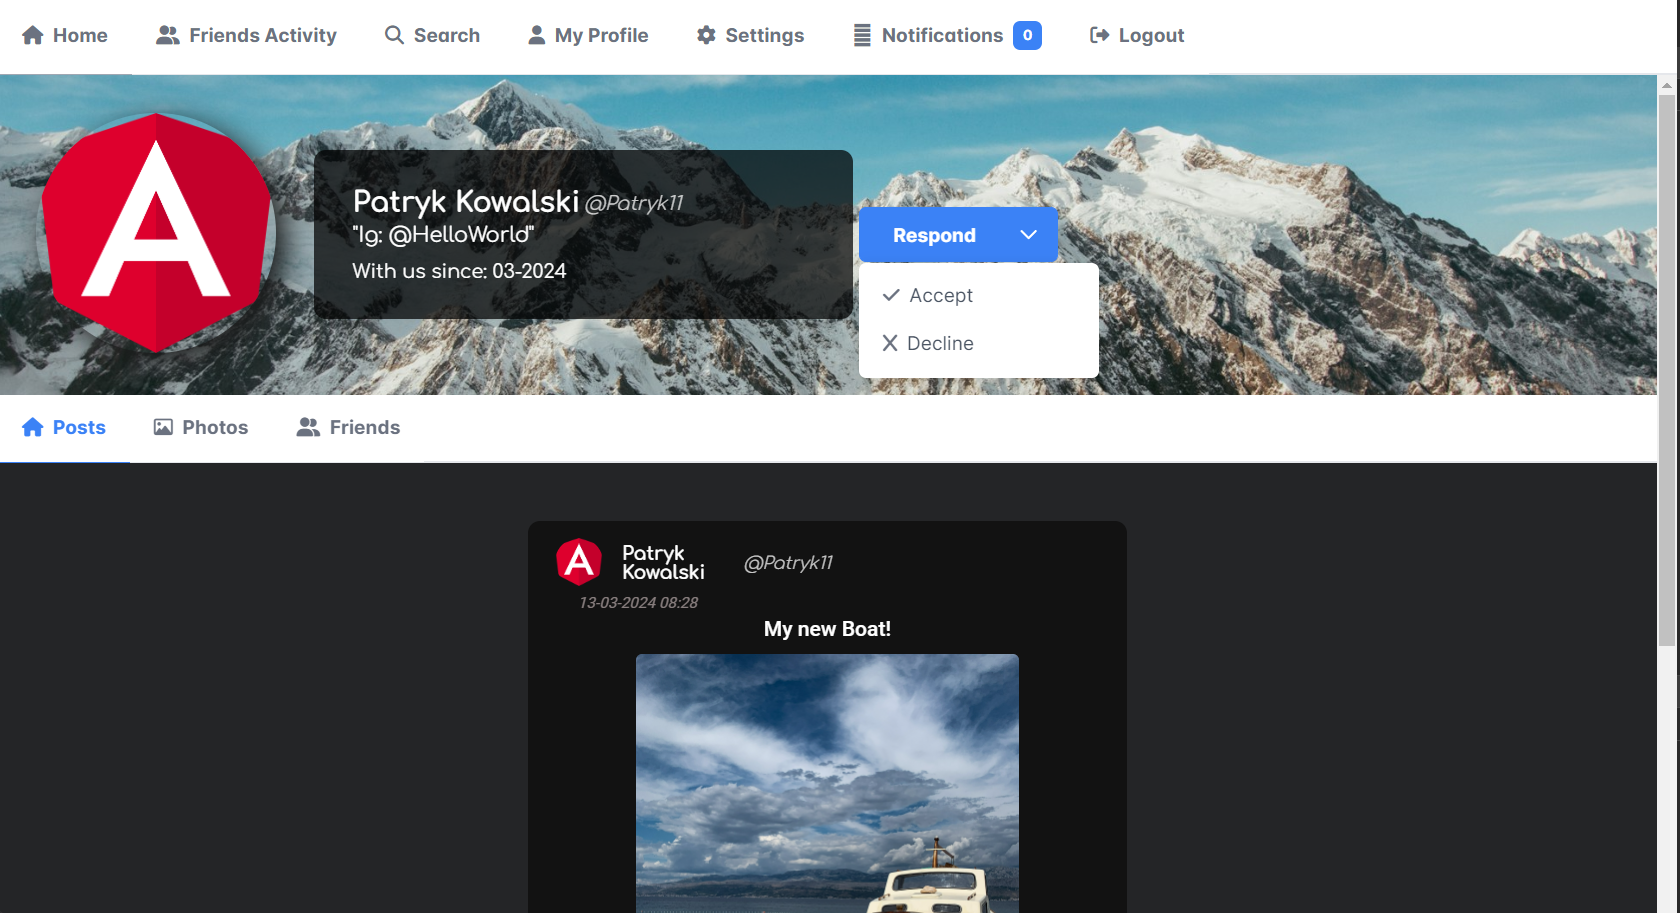 Home Friends Activity Search My Profile Settings Notifications 0 Logout
Patryk Kowalski @Patryk11
"Ig: @HelloWorld"
With us since: 03-2024
Respond
Accept
Decline
Posts Photos Friends
Patryk
Kowalski
@Patryk11
13-03-2024 08:28
My new Boat!